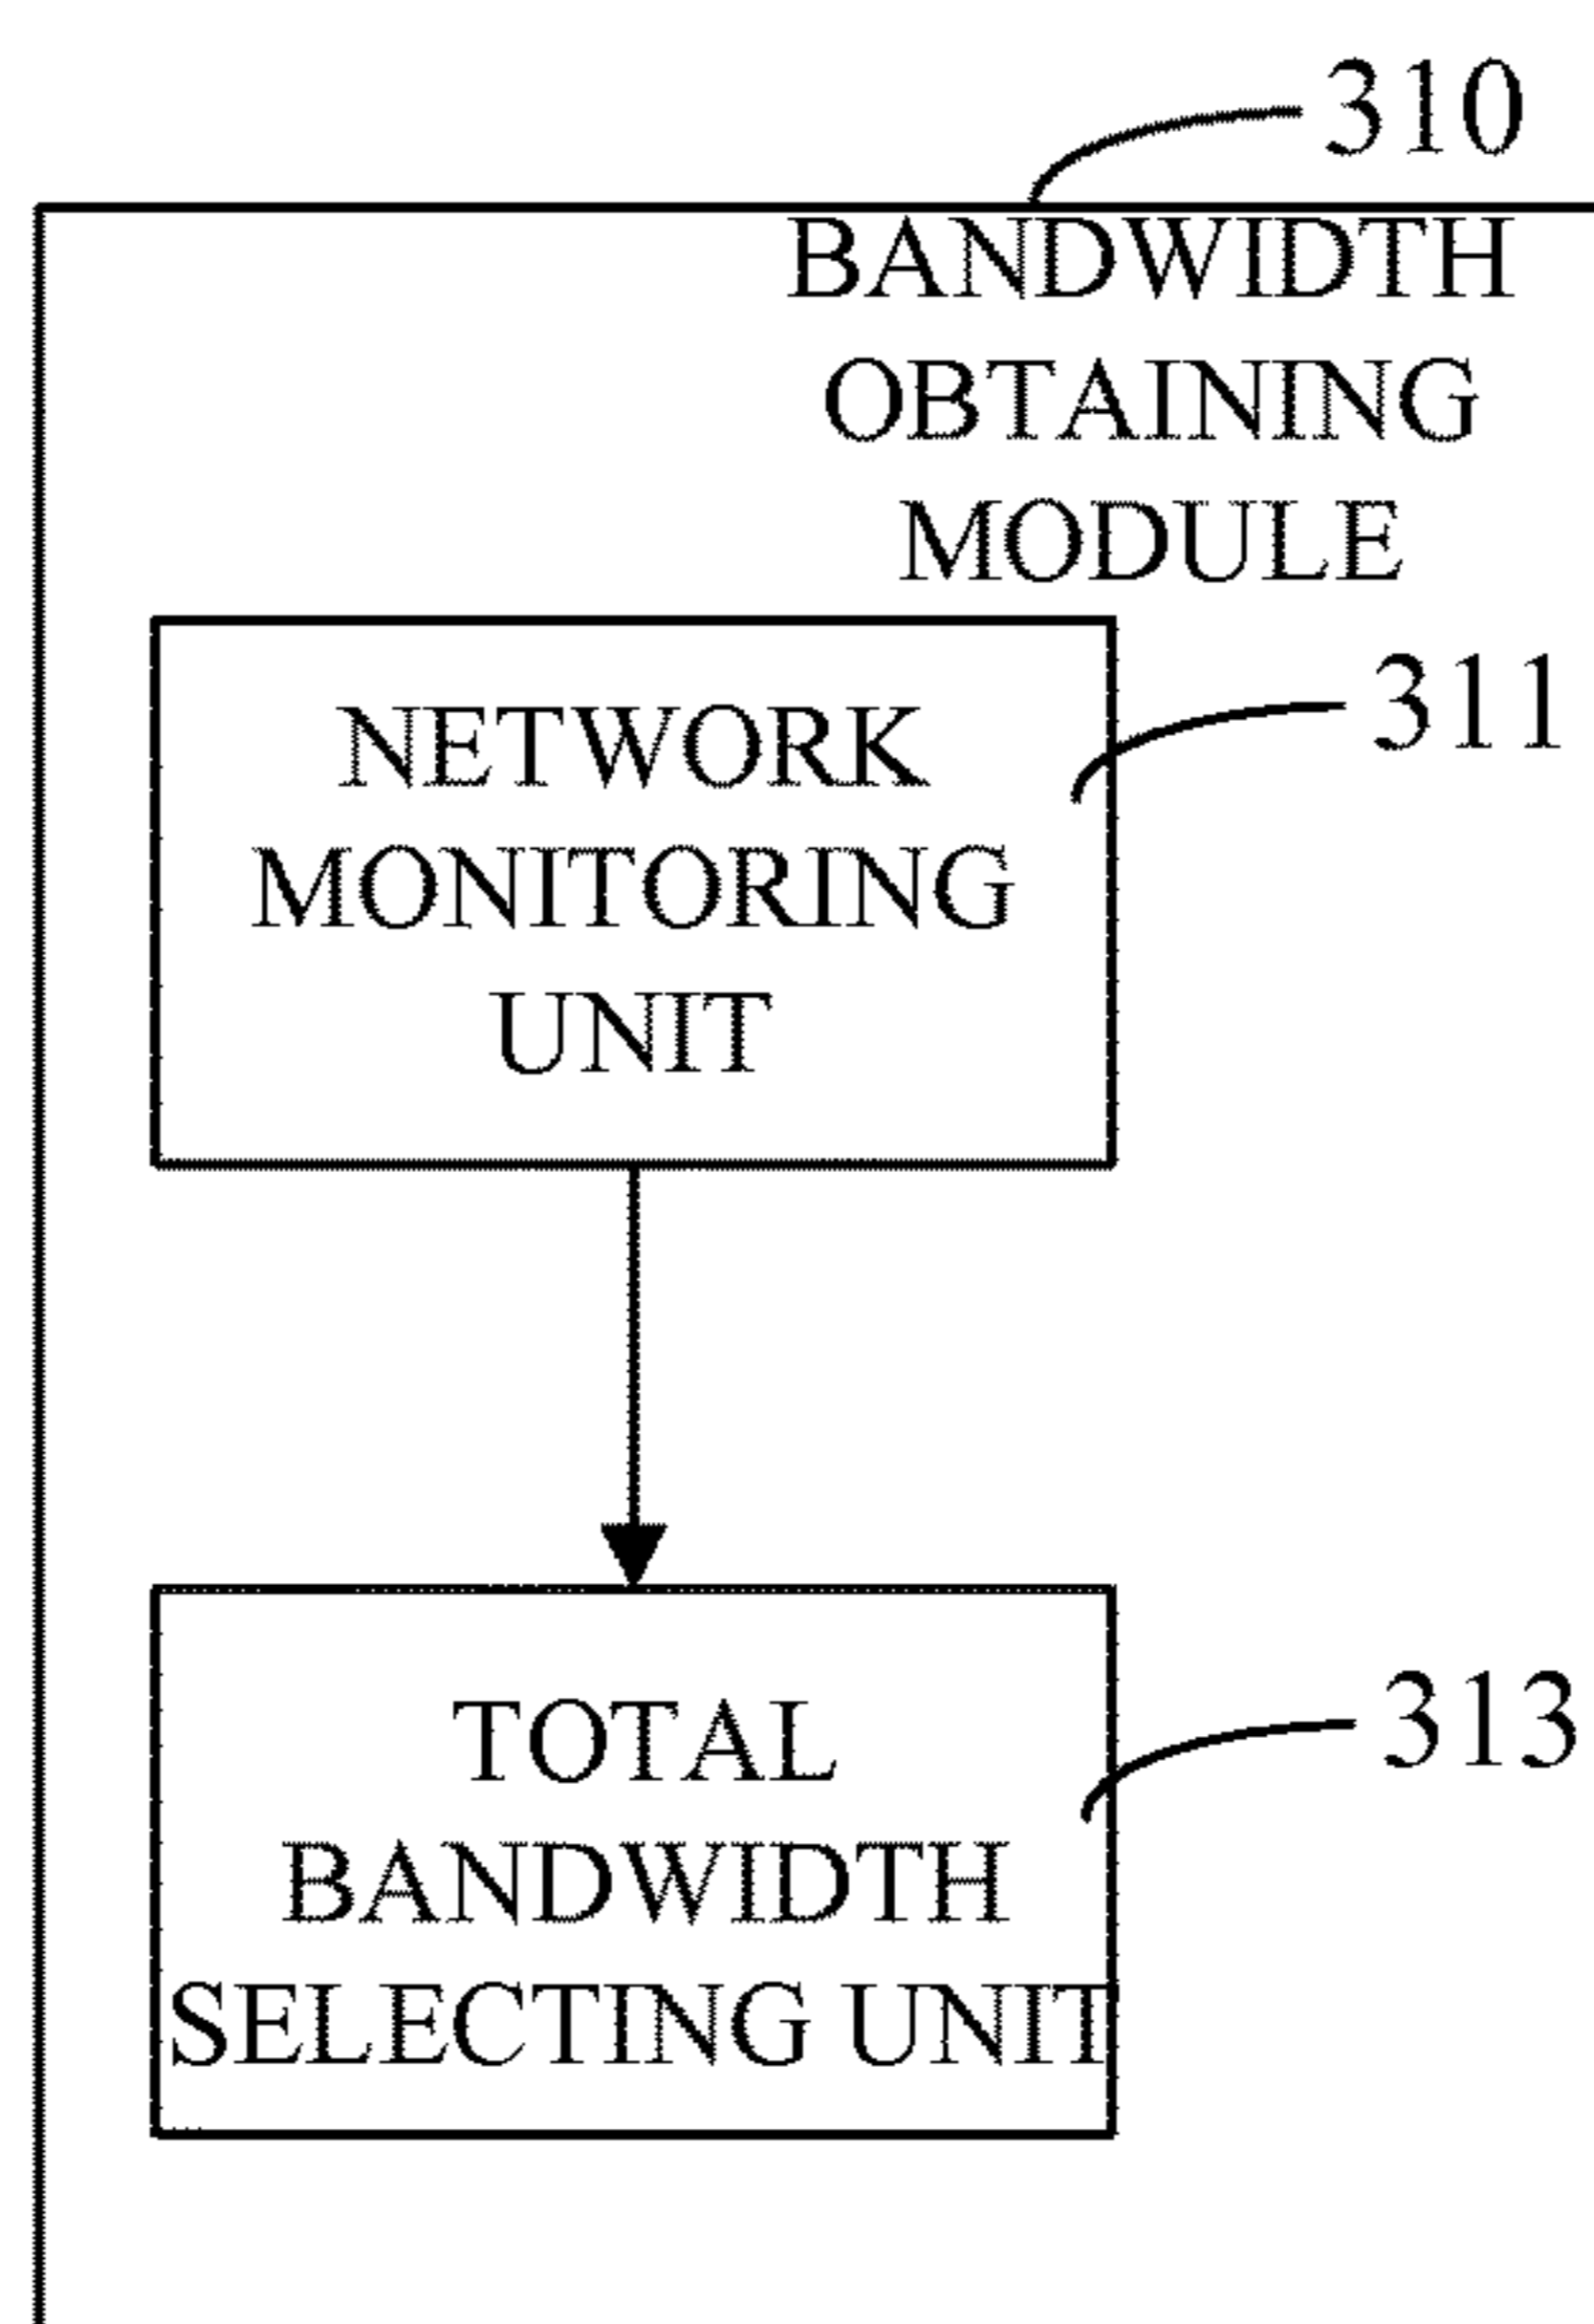 310
BANDWIDTH
OBTAINING
MODULE
311
NETWORK
MONITORING
UNIT
313
TOTAL
BANDWIDTH
SELECTING UNIT